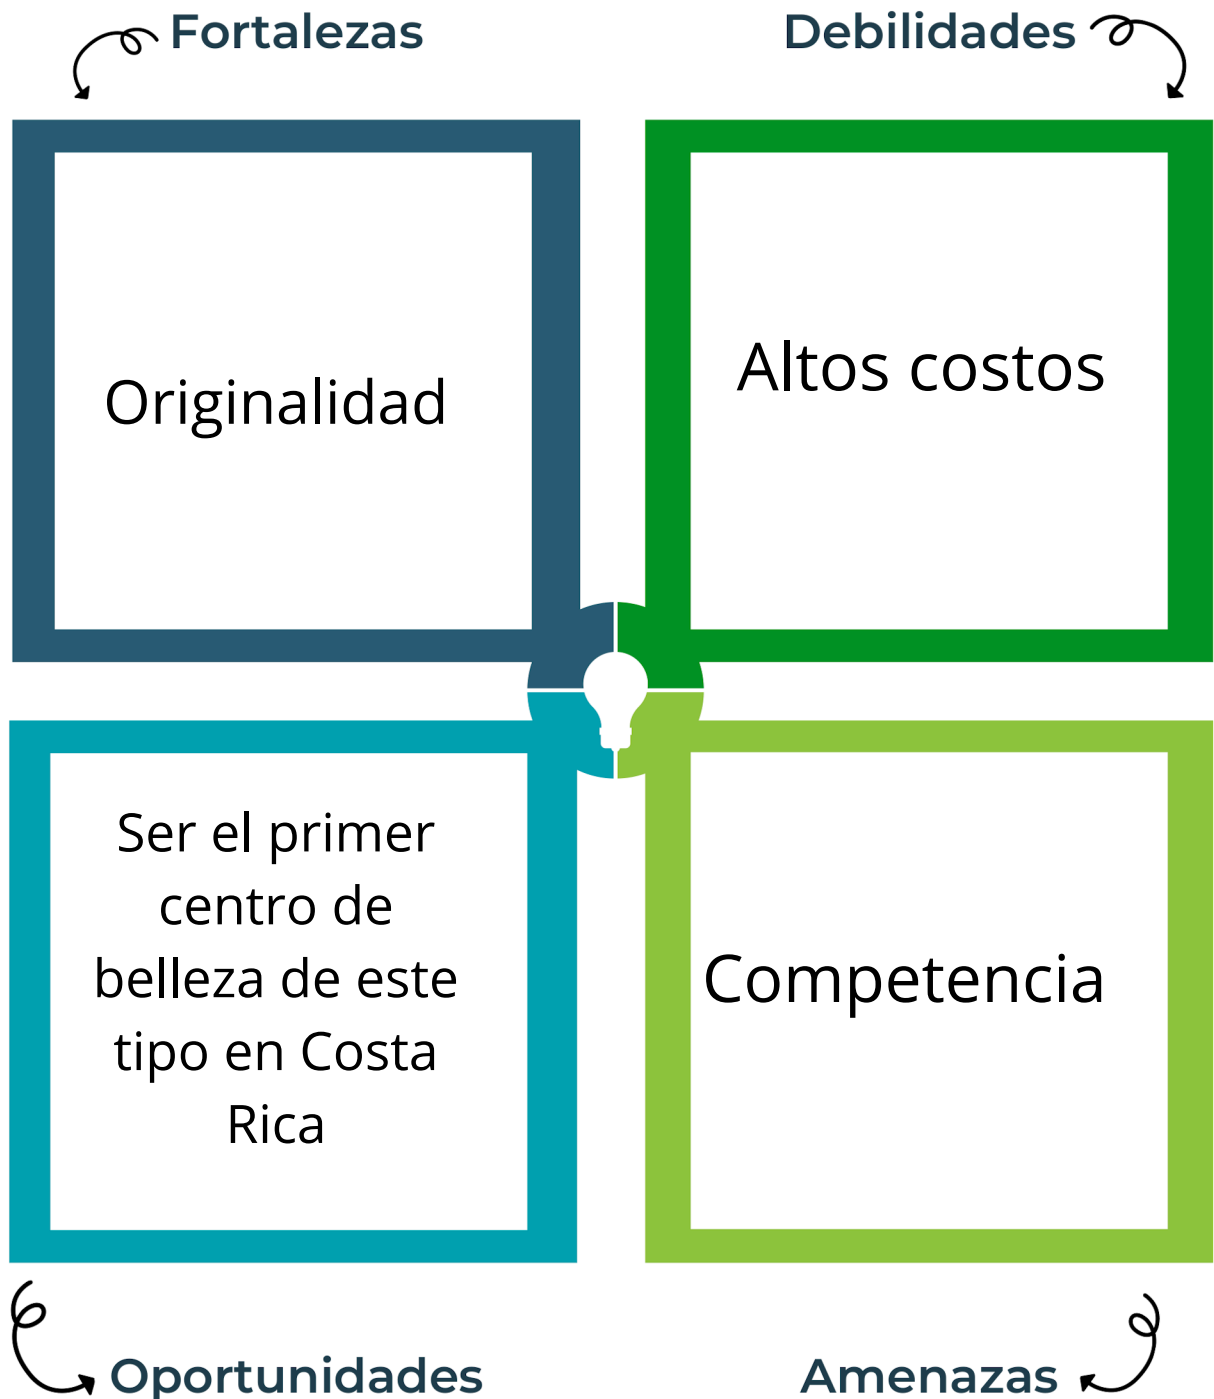 Fortalezas
Debilidades
Originalidad
Altos costos
Ser el primer
centro de
belleza de este
tipo en Costa
Rica
Competencia
Oportunidades
Amenazas